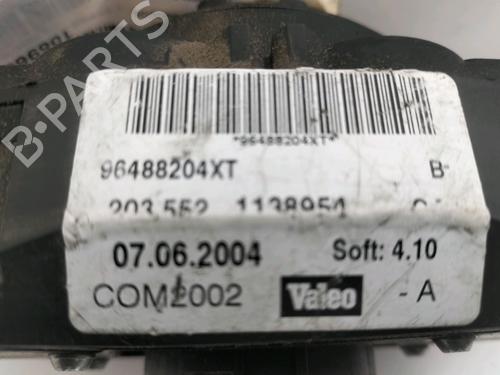 *96488204XT*
96488204XT B-
203.552 1138954
07.06.2004 Soft: 4.10
COM2002 Valeo - A
B-PARTS